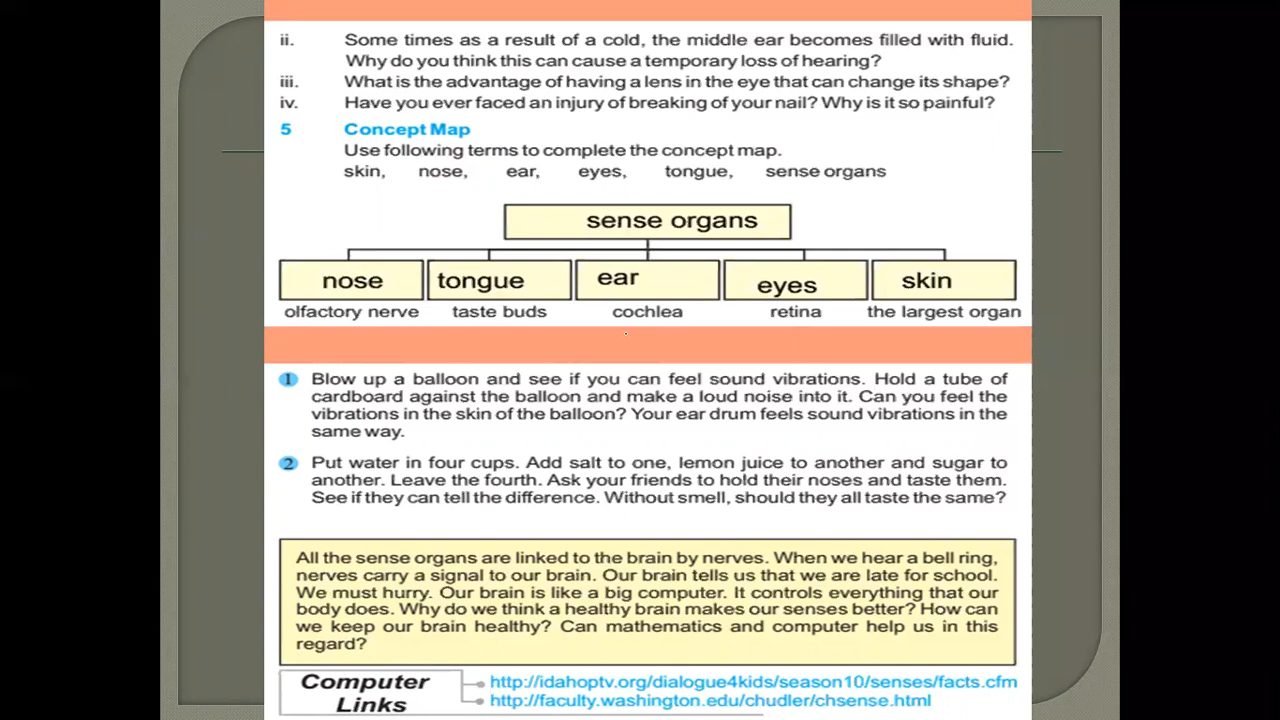 ii. Some times as a result of a cold, the middle ear becomes filled with fluid.
Why do you think this can cause a temporary loss of hearing?
iii. What is the advantage of having a lens in the eye that can change its shape?
iv. Have you ever faced an injury of breaking of your nail? Why is it so painful?
5 Concept Map
Use following terms to complete the concept map.
skin, nose, ear, eyes, tongue, sense organs
sense organs
nose tongue ear eyes skin
olfactory nerve taste buds cochlea retina the largest organ
1 Blow up a balloon and see if you can feel sound vibrations. Hold a tube of
cardboard against the balloon and make a loud noise into it. Can you feel the
vibrations in the skin of the balloon? Your ear drum feels sound vibrations in the
same way.
2 Put water in four cups. Add salt to one, lemon juice to another and sugar to
another. Leave the fourth. Ask your friends to hold their noses and taste them.
See if they can tell the difference. Without smell, should they all taste the same?
All the sense organs are linked to the brain by nerves. When we hear a bell ring,
nerves carry a signal to our brain. Our brain tells us that we are late for school.
We must hurry. Our brain is like a big computer. It controls everything that our
body does. Why do we think a healthy brain makes our senses better? How can
we keep our brain healthy? Can mathematics and computer help us in this
regard?
Computer
Links
http://idahoptv.org/dialogue4kids/season10/senses/facts.cfm
http://faculty.washington.edu/chudler/chsense.html